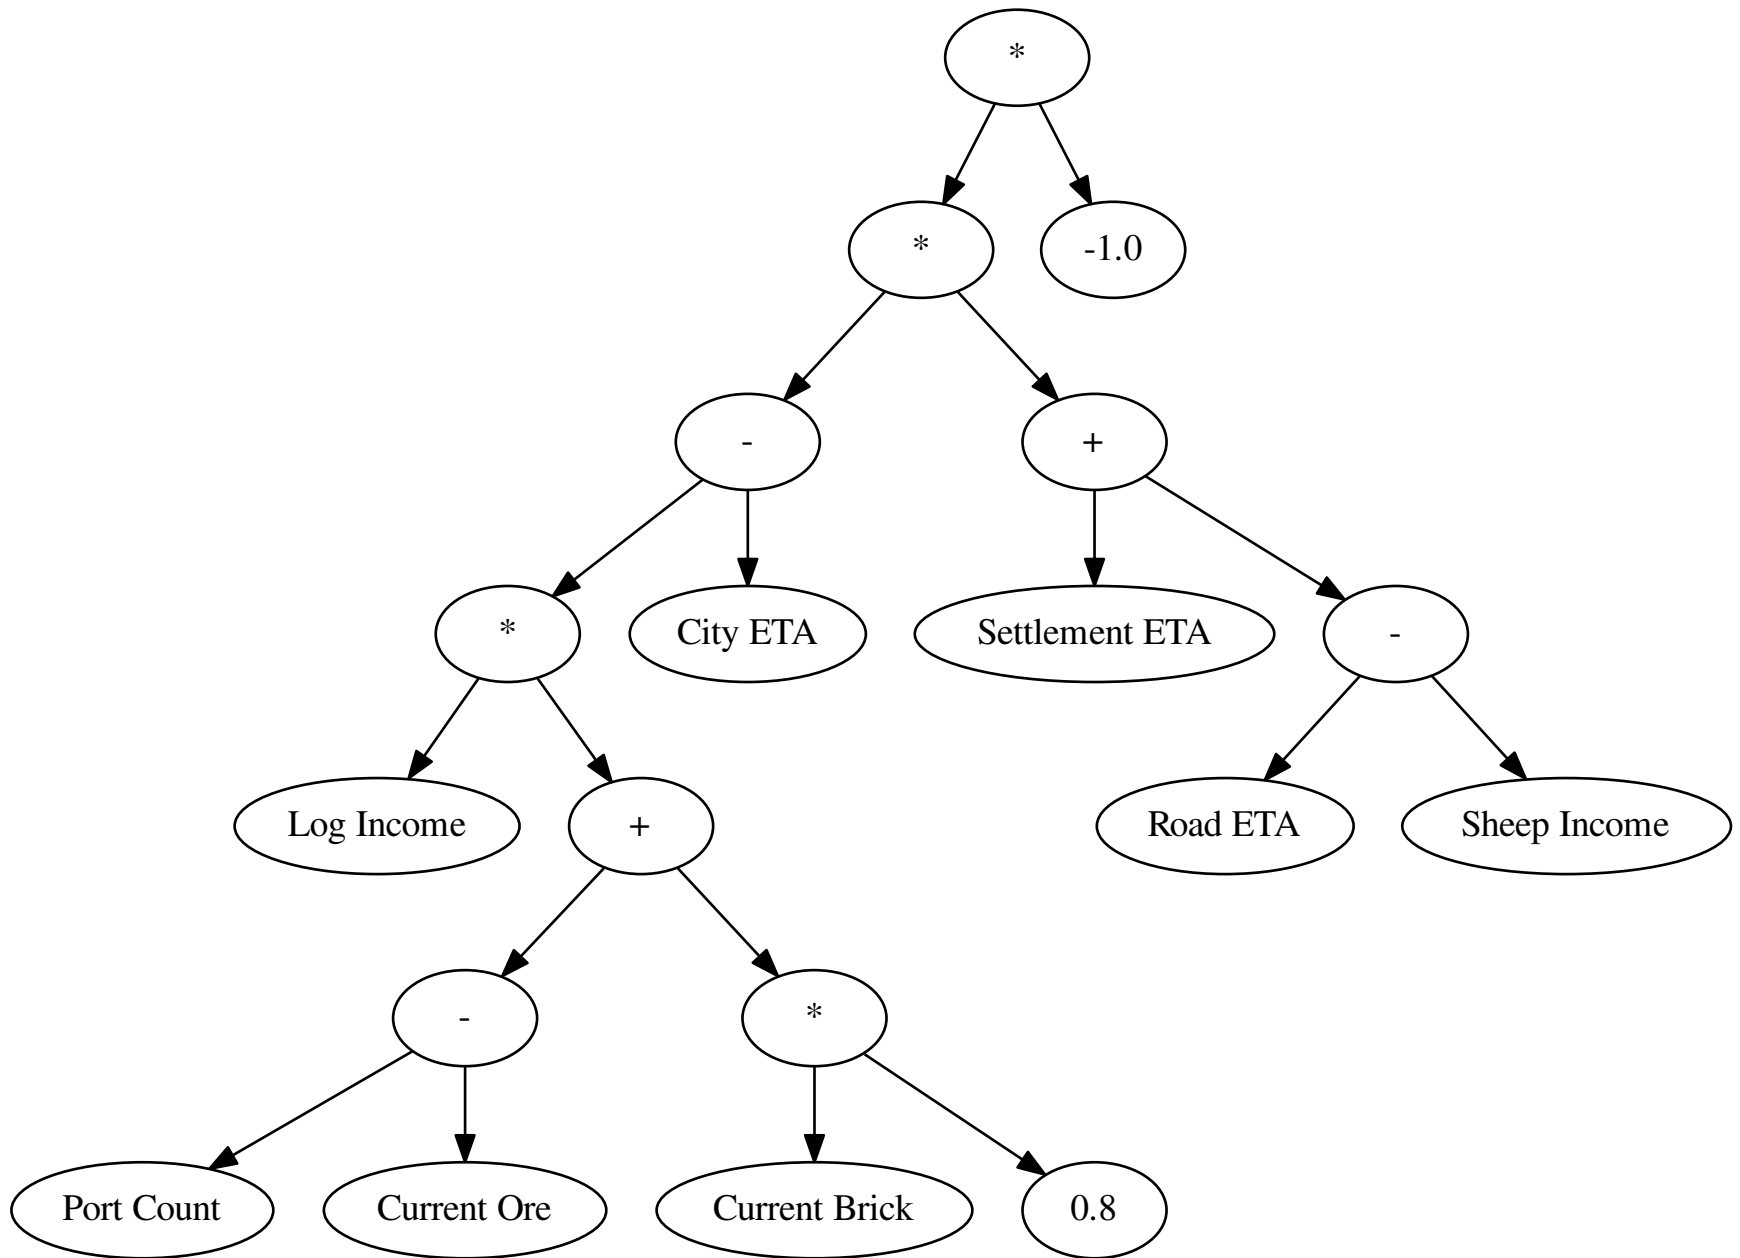 *
*
-1.0
-
+
*
City ETA
Settlement ETA
-
Log Income
+
Road ETA
Sheep Income
-
*
Port Count
Current Ore
Current Brick
0.8